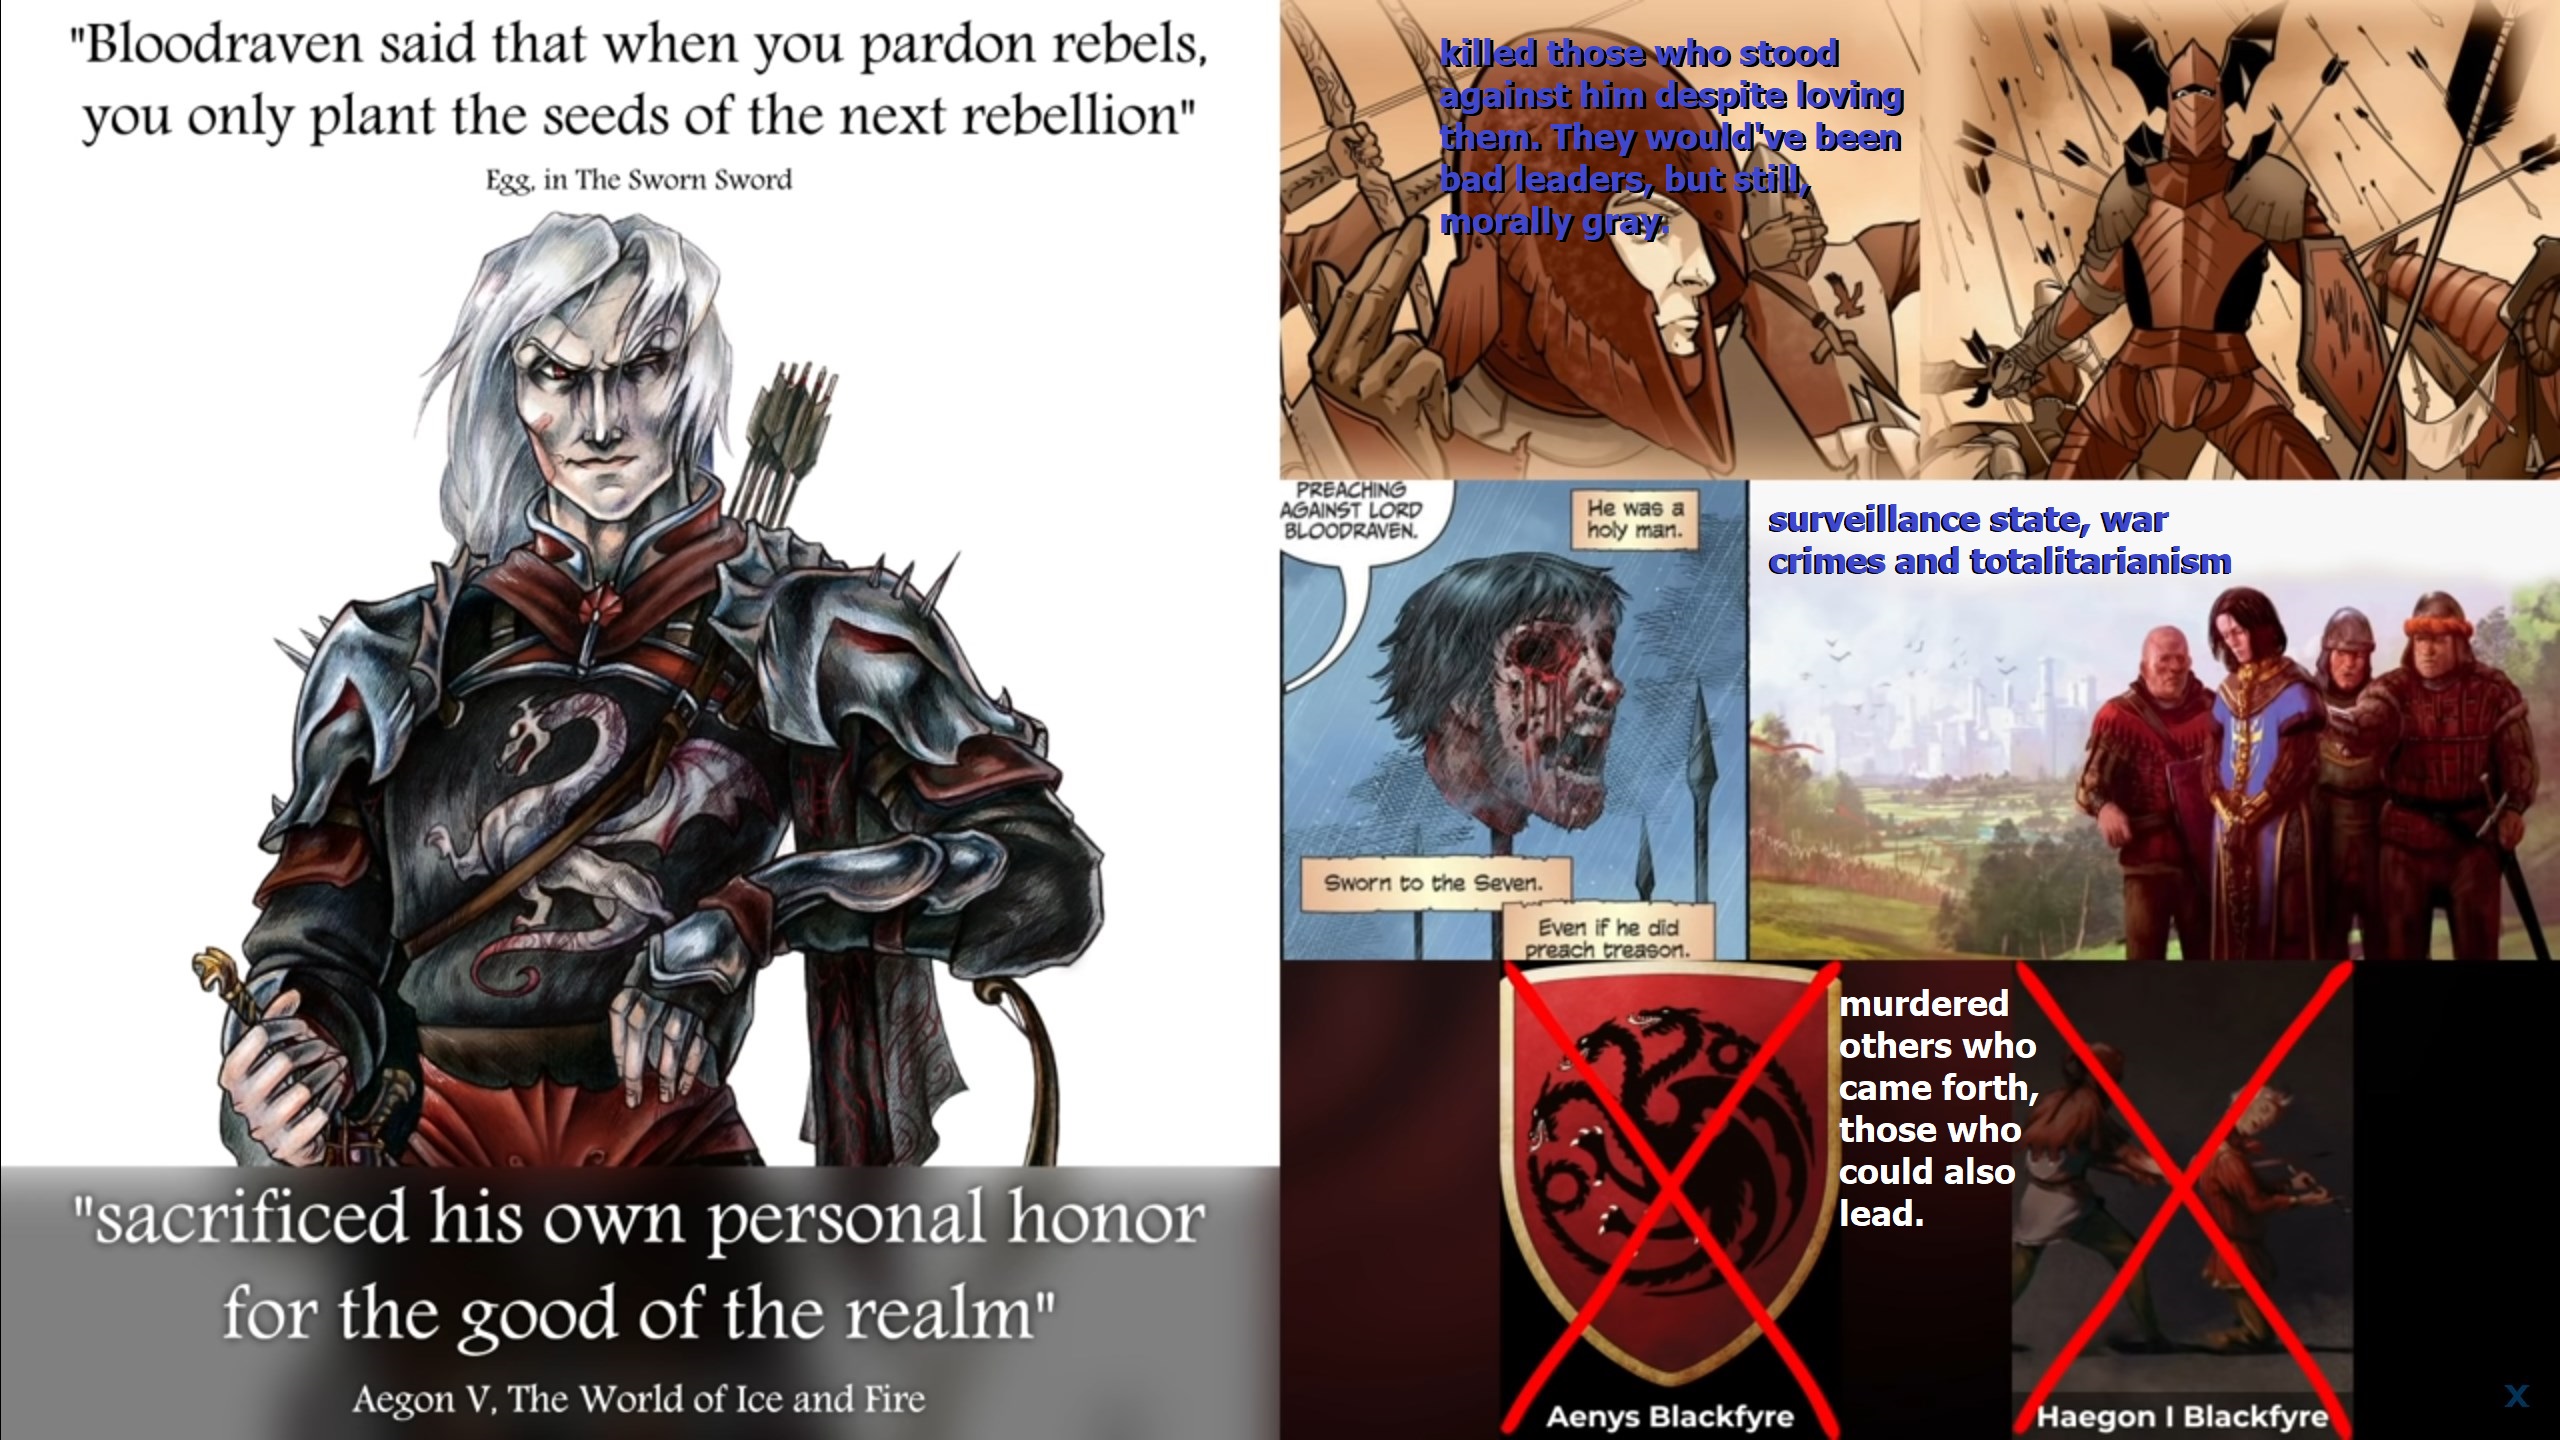 "Bloodraven said that when you pardon rebels,
you only plant the seeds of the next rebellion"
Egg, in The Sworn Sword
"sacrificed his own personal honor
for the good of the realm"
Aegon V, The World of Ice and Fire
killed those who stood
against him despite loving
them. They would've been
bad leaders, but still,
morally gray.
PREACHING
AGAINST LORD
BLOODRAVEN.
He was a
holy man.
Sworn to the Seven.
Even if he did
preach treason.
surveillance state, war
crimes and totalitarianism
murdered
others who
came forth,
those who
could also
lead.
Aenys Blackfyre
Haegon I Blackfyre
X